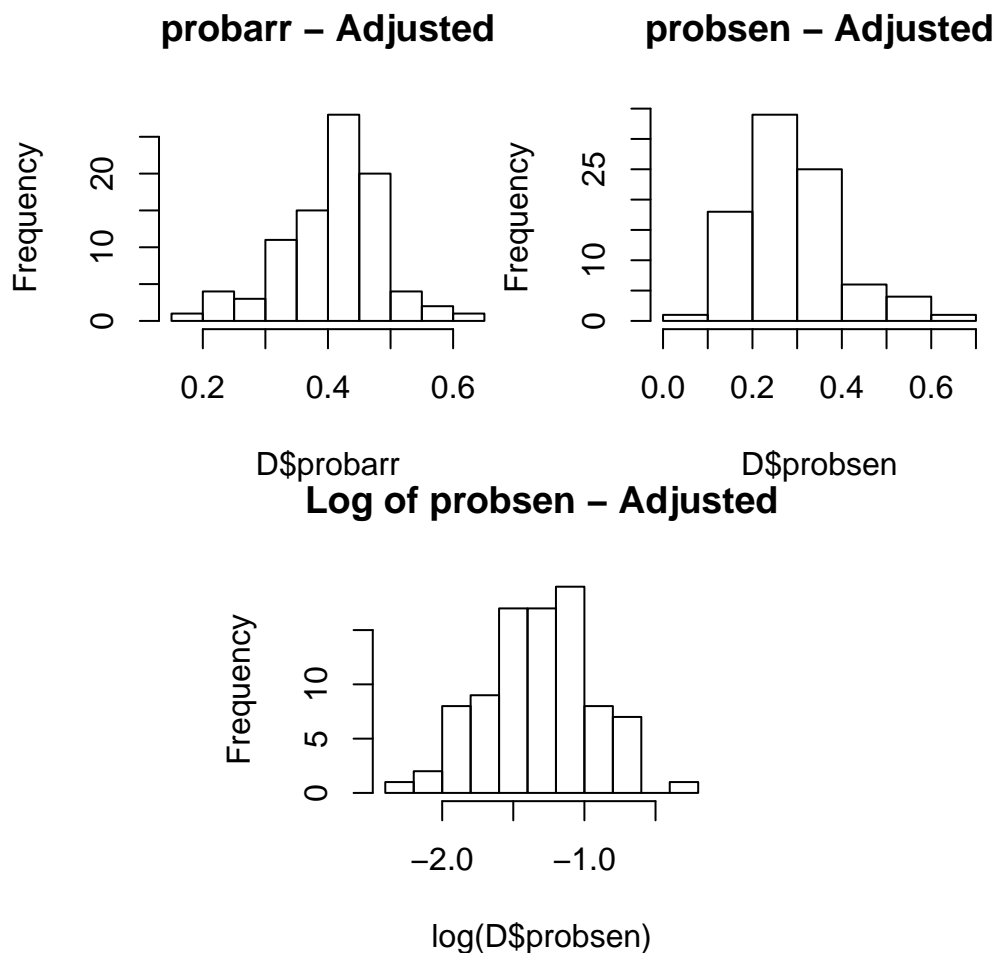 probarr – Adjusted
Frequency
0 10 20
0.2 0.4 0.6
D$probarr
probsen – Adjusted
Frequency
0 10 25
0.0 0.2 0.4 0.6
D$probsen
Log of probsen – Adjusted
Frequency
0 5 10
−2.0 −1.0
log(D$probsen)